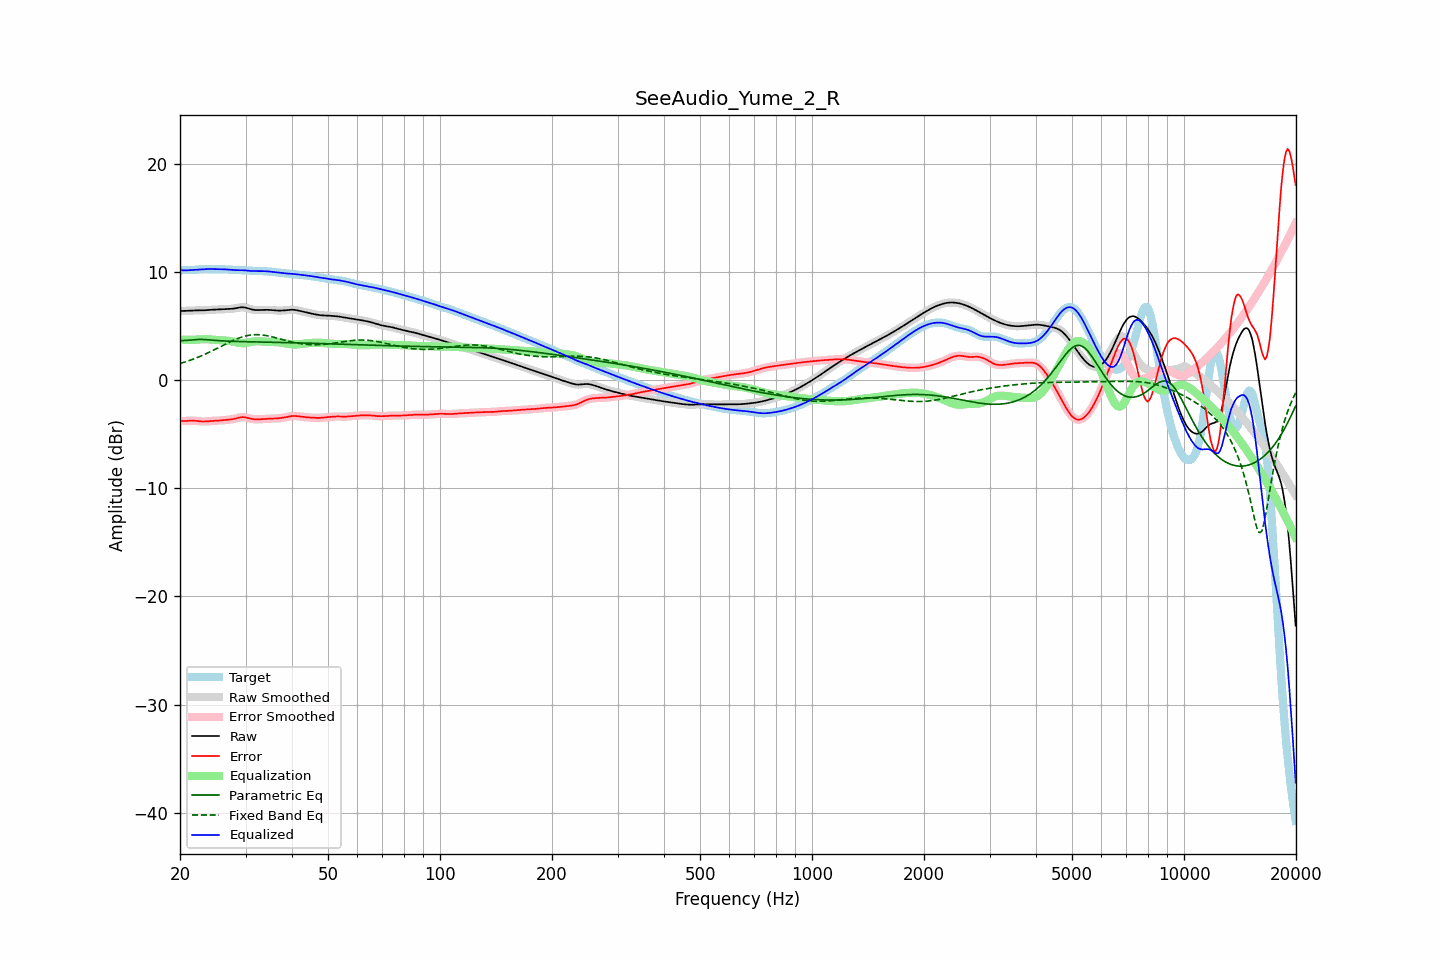 SeeAudio_Yume_2_R
Amplitude (dBr)
20
10
0
−10
−20
−30
−40
Target
Raw Smoothed
Error Smoothed
Raw
Error
Equalization
Parametric Eq
Fixed Band Eq
Equalized
20
50
100
200
500
1000
2000
5000
10000
20000
Frequency (Hz)